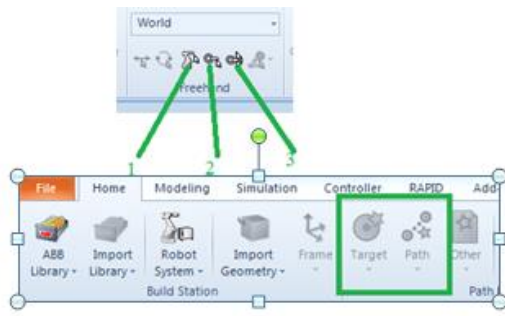 World
Freehand
1 2 3
File Home Modeling Simulation Controller RAPID Add-
ABB Library Import Library Robot System Import Geometry Frame Target Path Other
Build Station Path